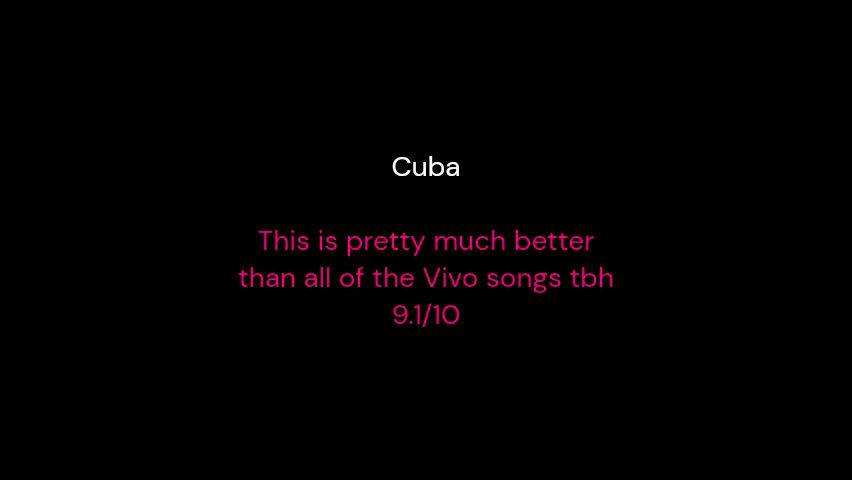 Cuba
This is pretty much better
than all of the Vivo songs tbh
9.1/10